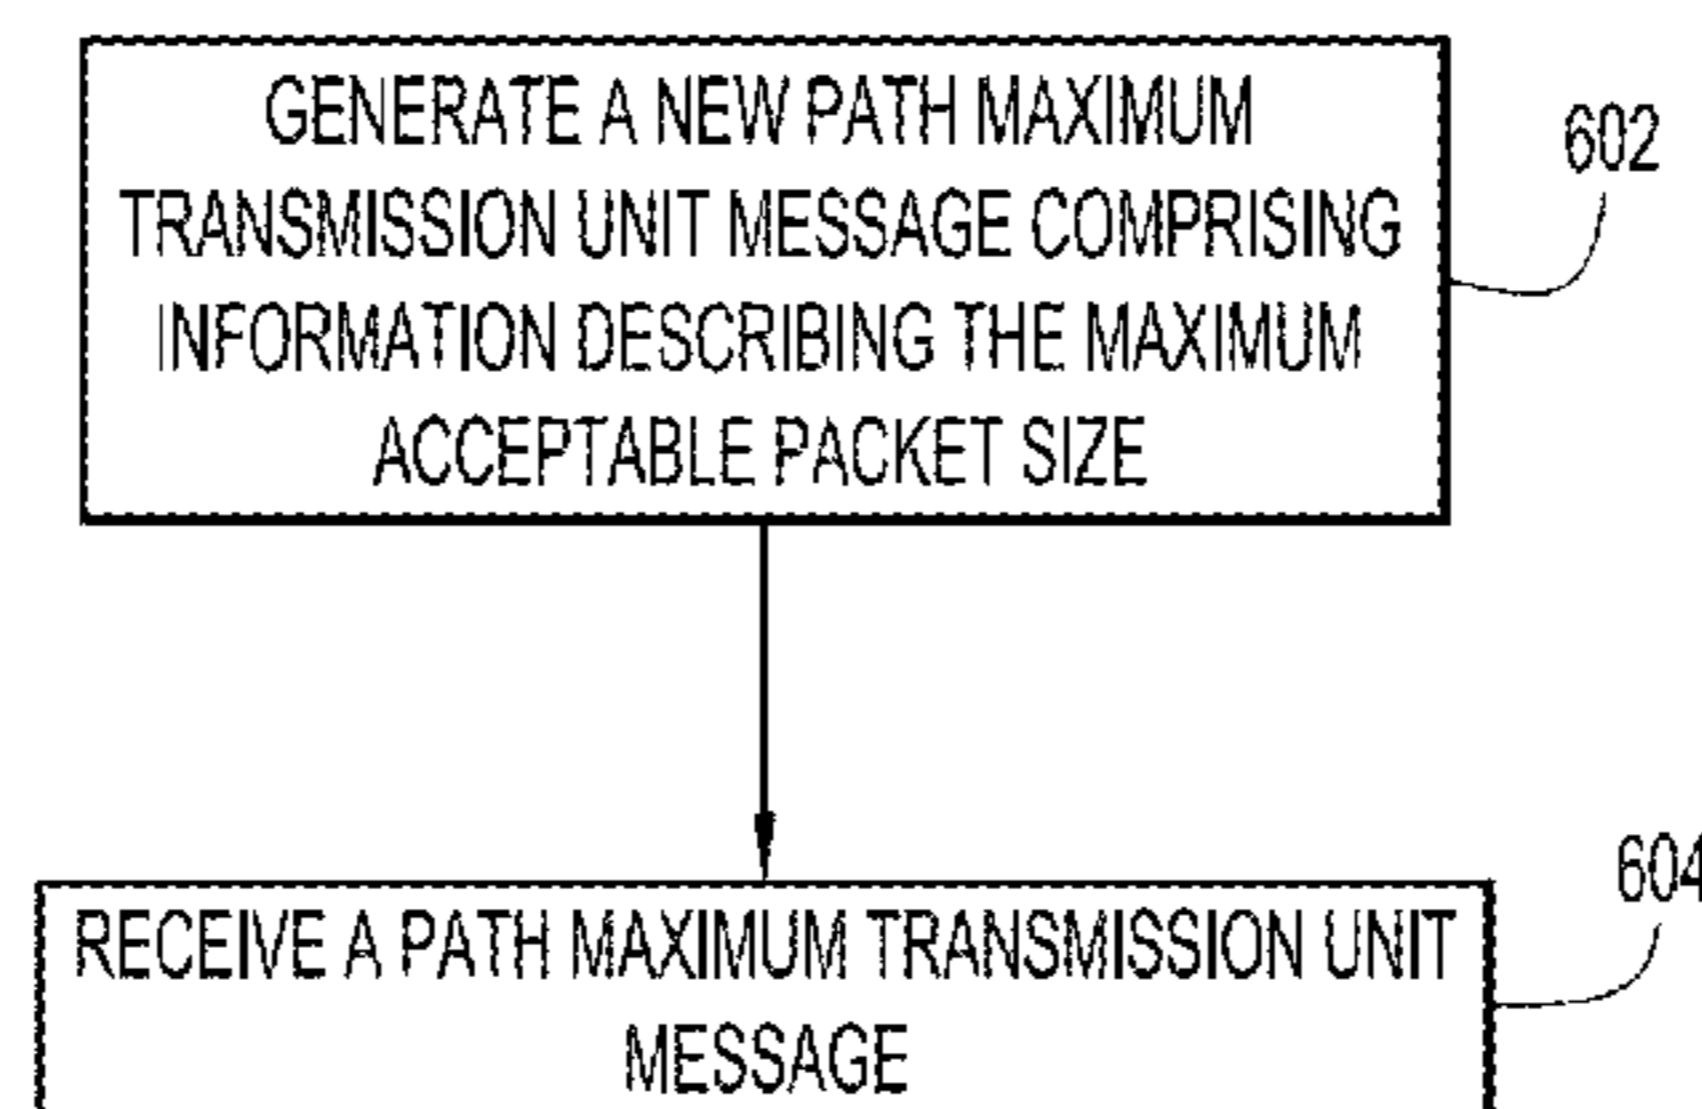 GENERATE A NEW PATH MAXIMUM
TRANSMISSION UNIT MESSAGE COMPRISING
INFORMATION DESCRIBING THE MAXIMUM
ACCEPTABLE PACKET SIZE
602
604
RECEIVE A PATH MAXIMUM TRANSMISSION UNIT
MESSAGE